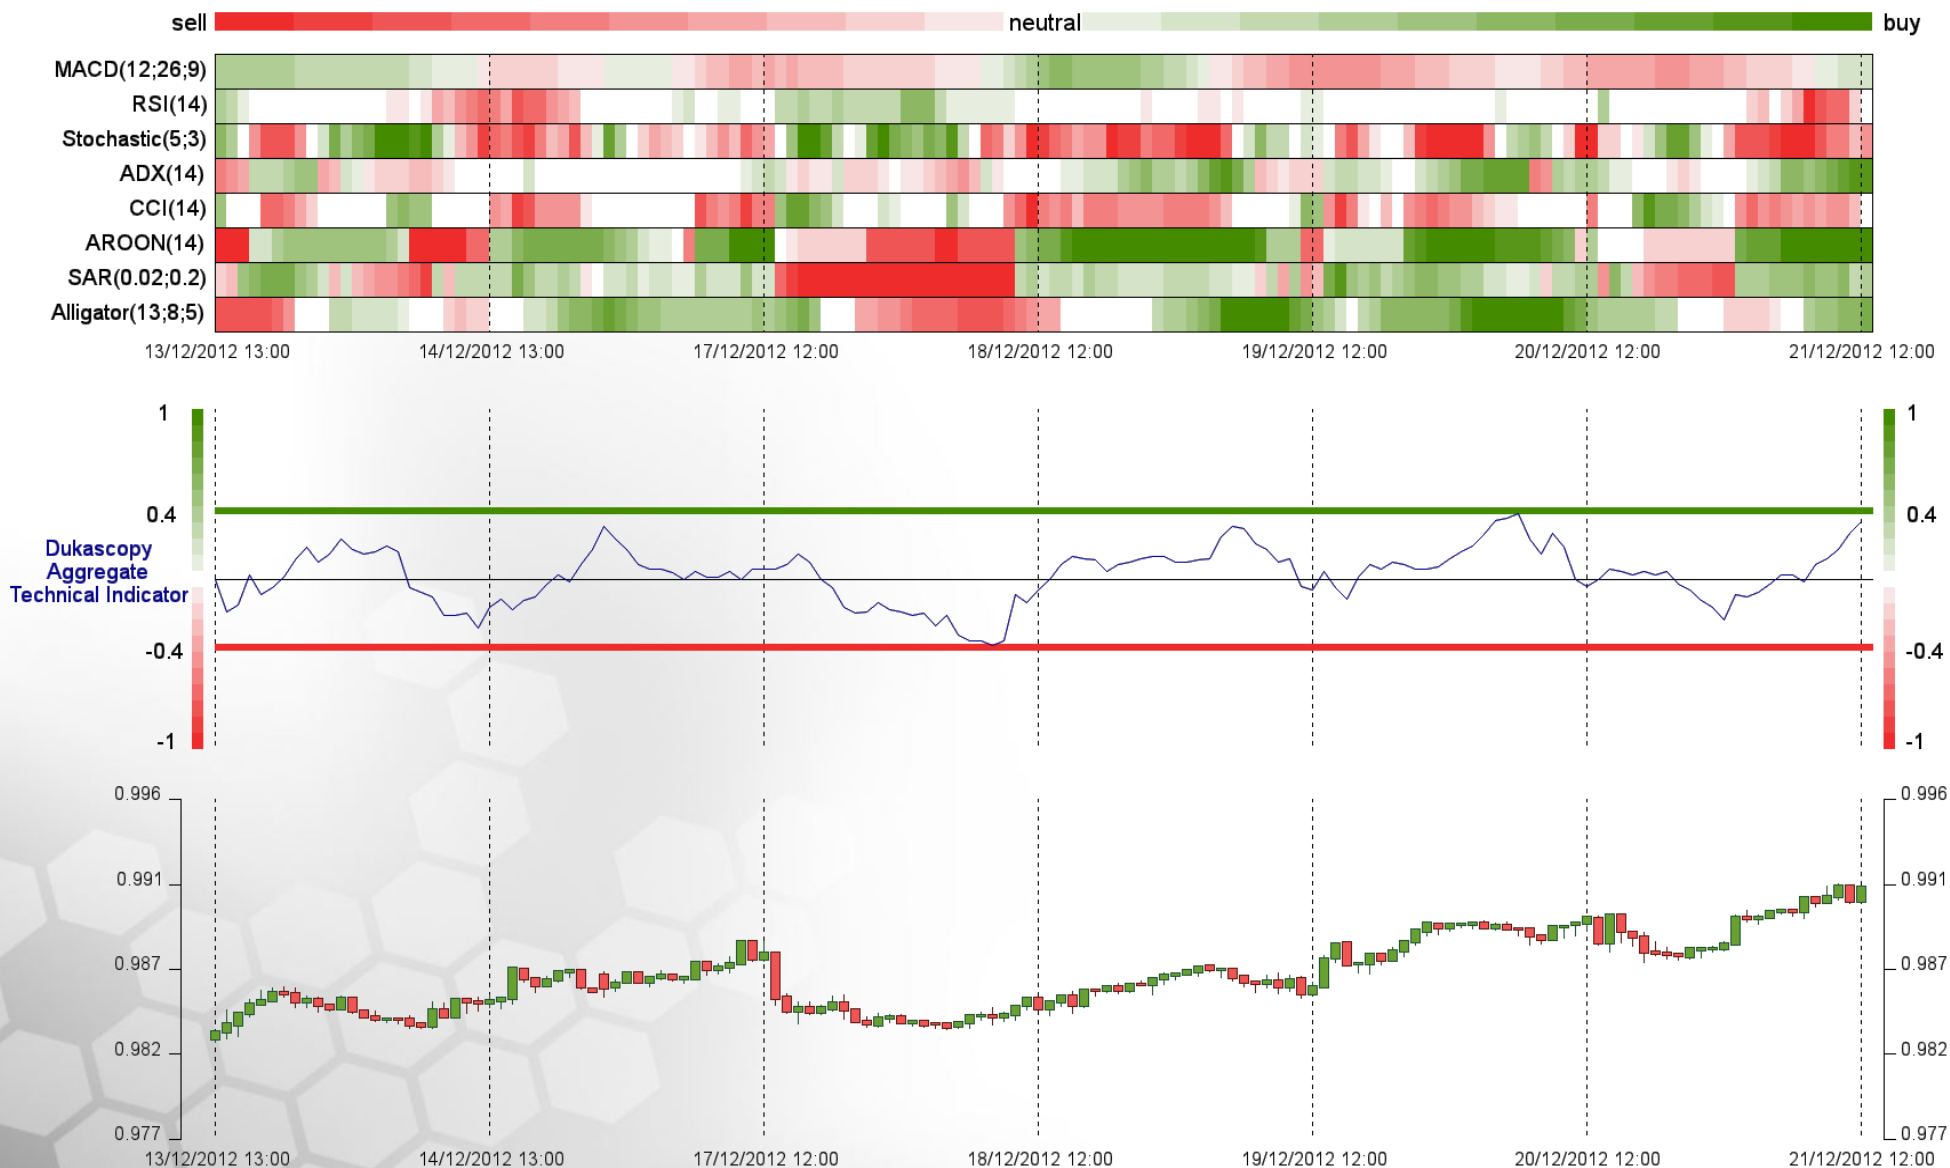 sell neutral buy
MACD(12;26;9)
RSI(14)
Stochastic(5;3)
ADX(14)
CCI(14)
AROON(14)
SAR(0.02;0.2)
Alligator(13;8;5)
13/12/2012 13:00 14/12/2012 13:00 17/12/2012 12:00 18/12/2012 12:00 19/12/2012 12:00 20/12/2012 12:00 21/12/2012 12:00
1 1
0.4 0.4
Dukascopy
Aggregate
Technical Indicator
-0.4 -0.4
-1 -1
0.996 0.996
0.991 0.991
0.987 0.987
0.982 0.982
0.977 0.977
13/12/2012 13:00 14/12/2012 13:00 17/12/2012 12:00 18/12/2012 12:00 19/12/2012 12:00 20/12/2012 12:00 21/12/2012 12:00